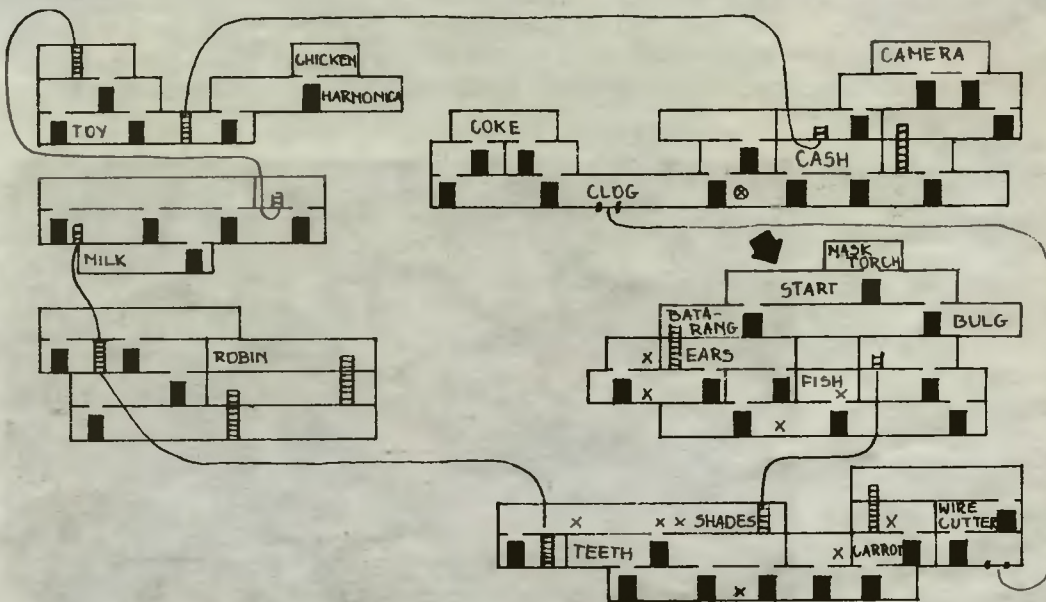 CHICKEN
HARMONICA
TOY
CAMERA
COKE
CASH
CLOG
MILK
MASK
TORCH
START
BATA-
RANG
BULG
EARS
ROBIN
FISH
SHADES
WIRE
CUTTER
TEETH
CARROT